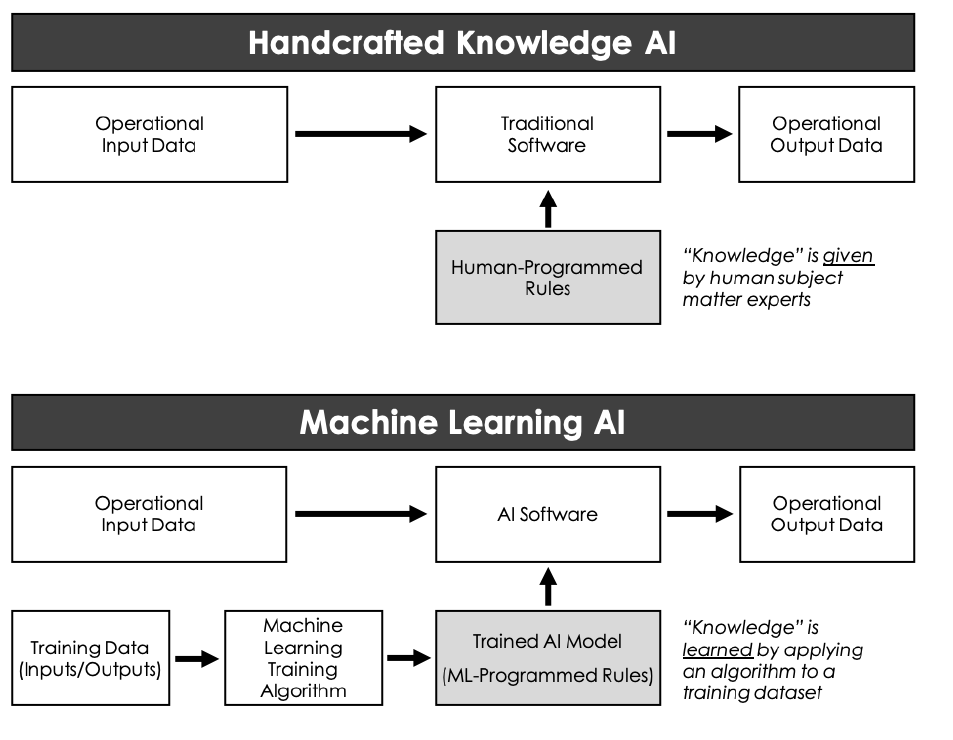 Handcrafted Knowledge AI
Operational
Input Data
Traditional
Software
Operational
Output Data
Human-Programmed
Rules
“Knowledge” is given
by human subject
matter experts
Machine Learning AI
Operational
Input Data
AI Software
Operational
Output Data
Training Data
(Inputs/Outputs)
Machine
Learning
Training
Algorithm
Trained AI Model
(ML-Programmed Rules)
“Knowledge” is
learned by applying
an algorithm to a
training dataset